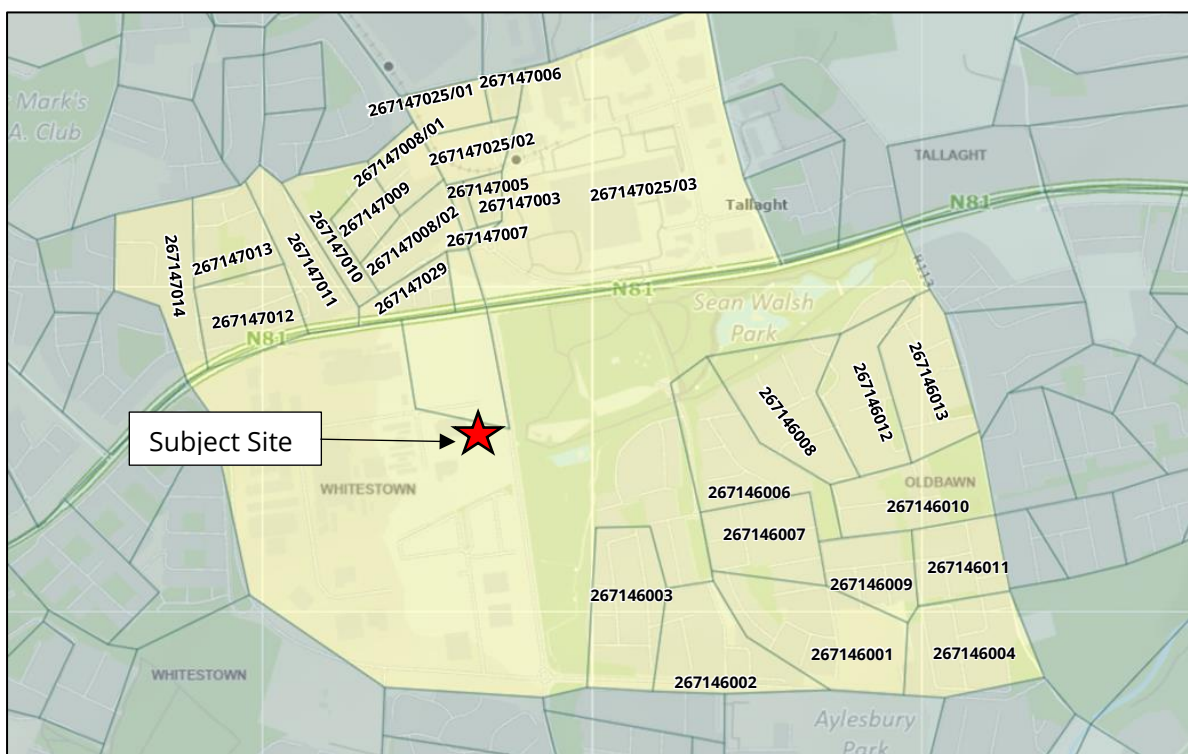 267147006
267147025/01
Mark's
A. Club
267147008/01
267147025/02
TALLAGHT
267147009
267147005
267147003
267147025/03
Tallaght
N81
267147010
267147008/02
267147007
267147014
267147013
267147011
267147029
N81
Sean Walsh
Park
267147012
N81
267146013
267146012
267146008
Subject Site
WHITESTOWN
267146006
OLDBAWN
267146010
267146007
267146003
267146009
267146011
267146001
267146004
WHITESTOWN
267146002
Aylesbury
Park